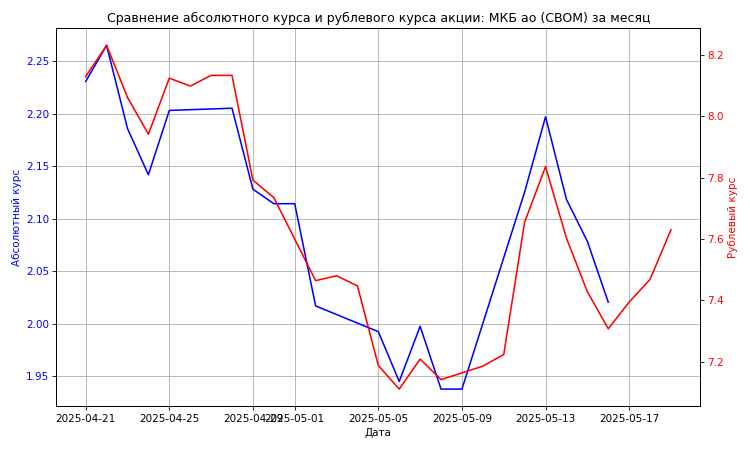 Сравнение абсолютного курса и рублевого курса акции: МКБ ао (CBOM) за месяц
Абсолютный курс
2.25
2.20
2.15
2.10
2.05
2.00
1.95
8.2
8.0
7.8
7.6
7.4
7.2
Рублевый курс
2025-04-21 2025-04-25 2025-04-29 2025-05-01 2025-05-05 2025-05-09 2025-05-13 2025-05-17
Дата